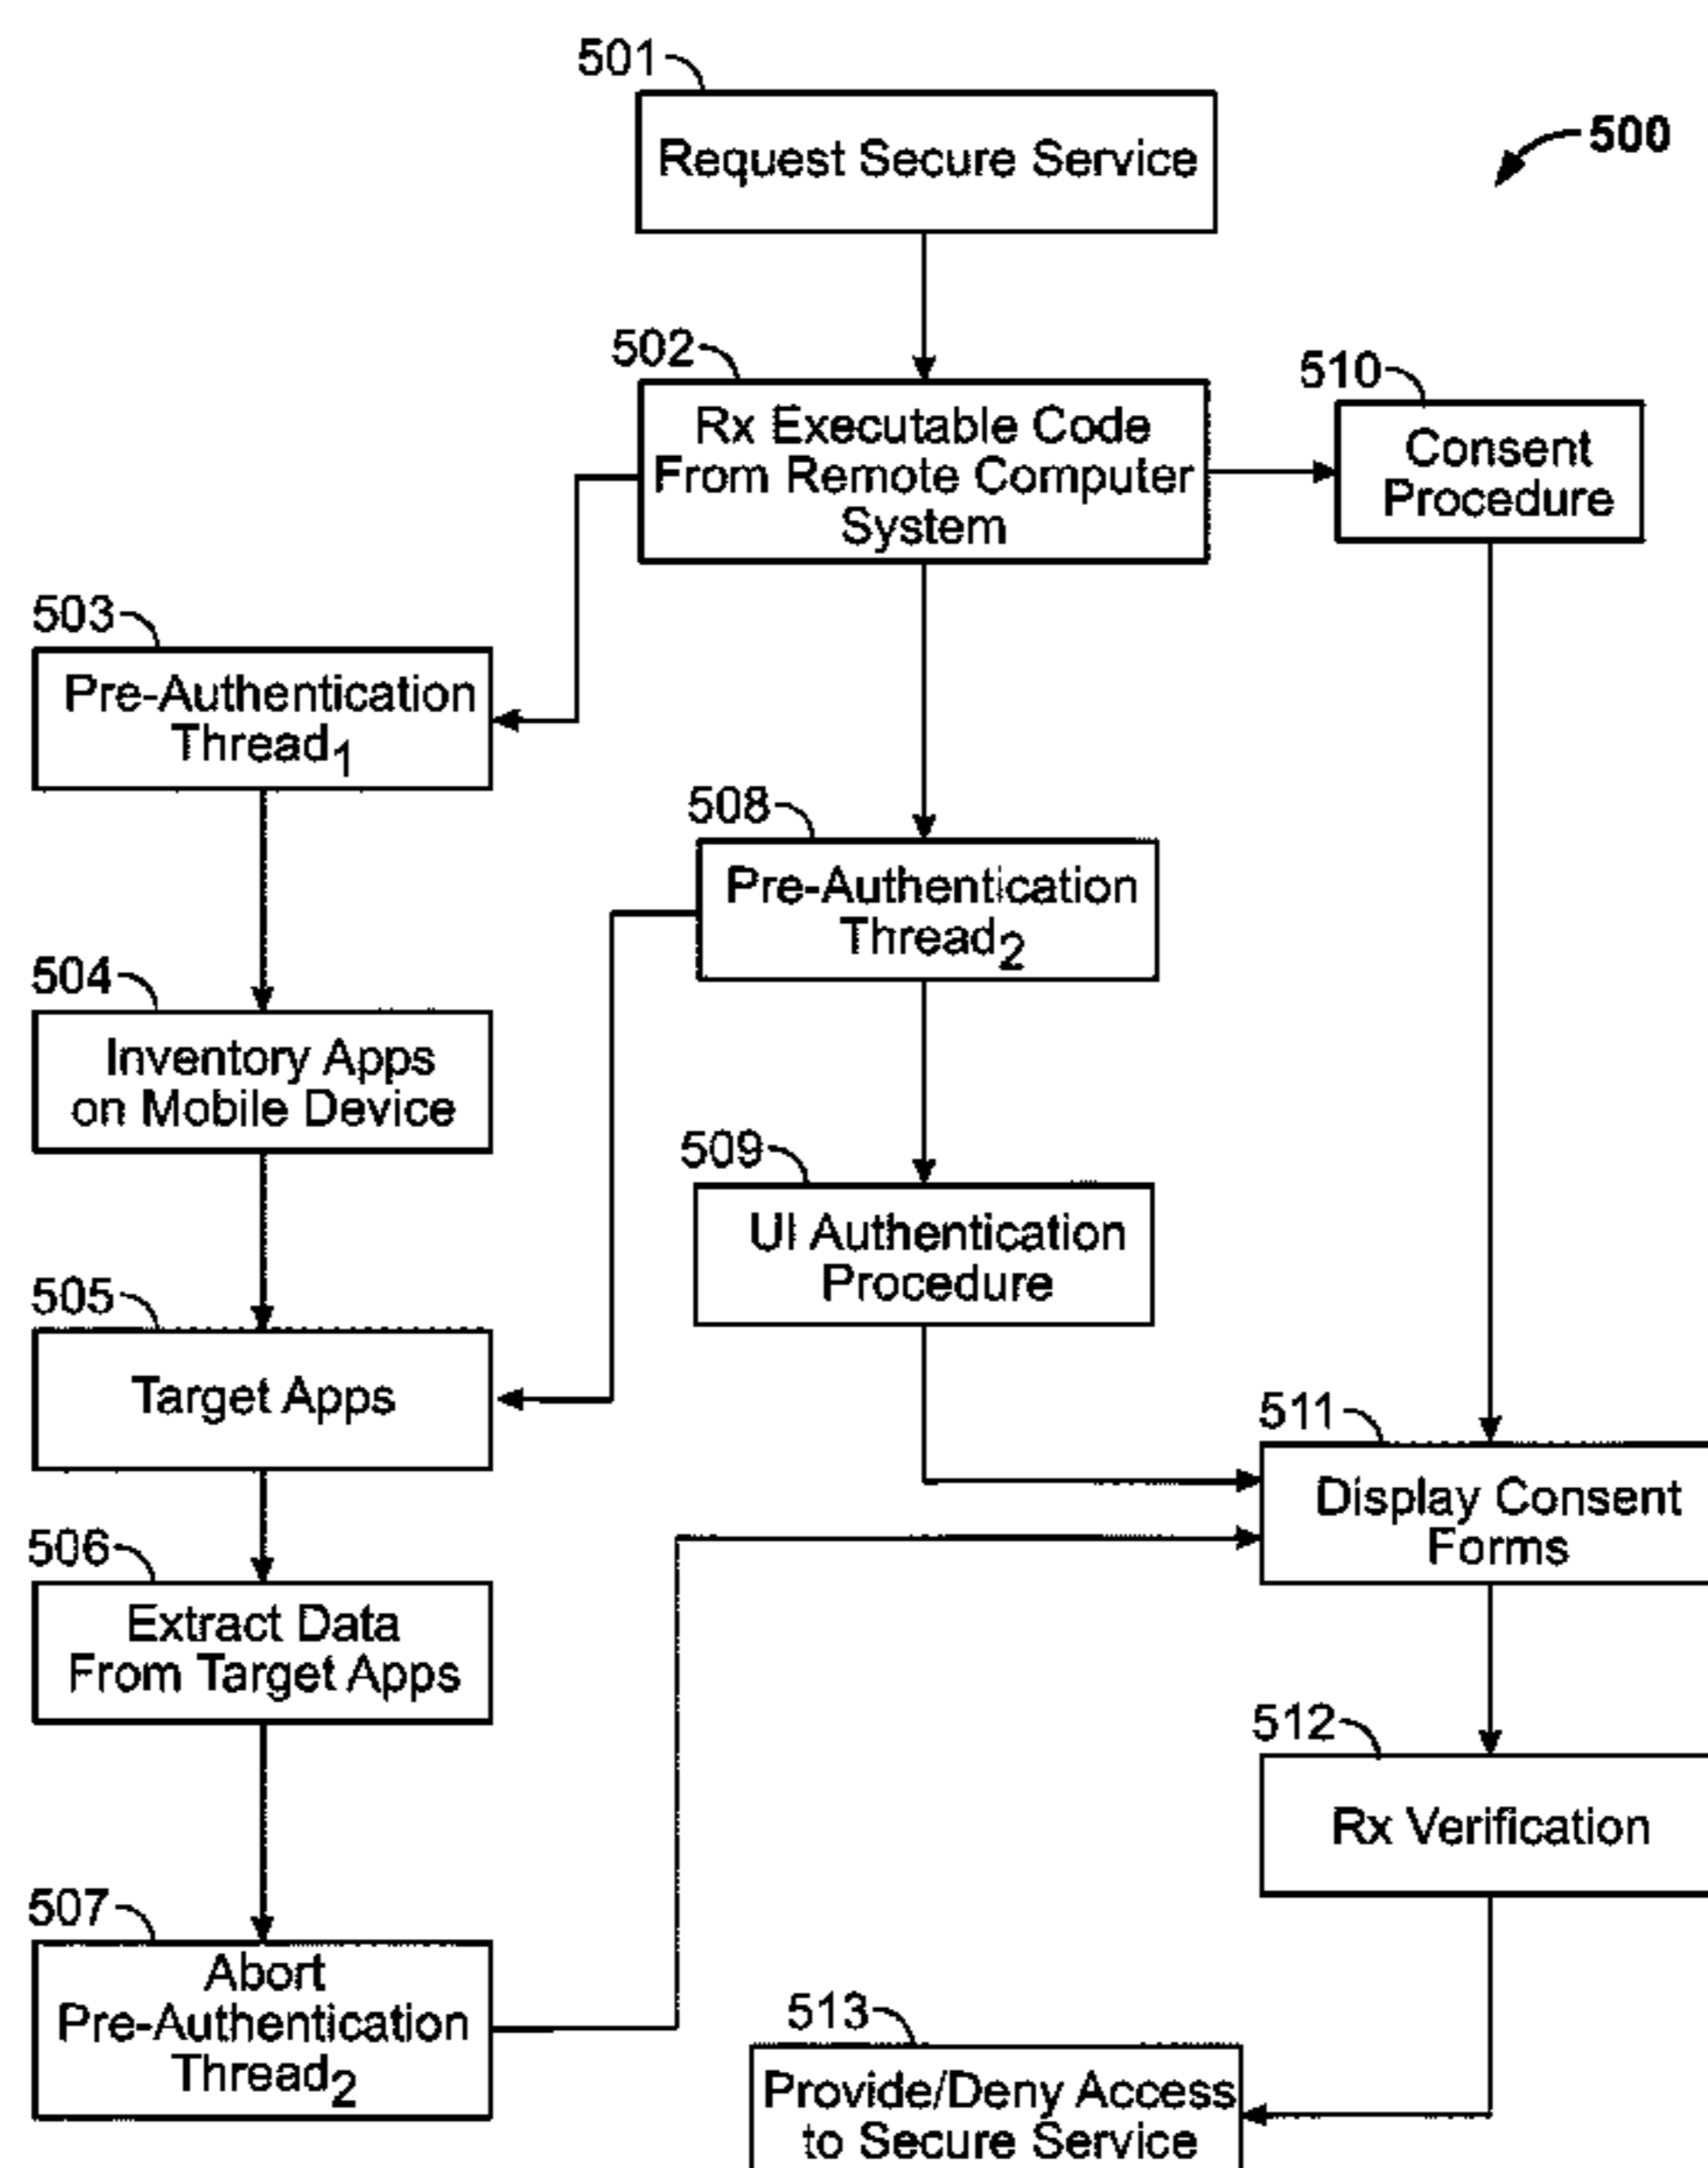 501
Request Secure Service
500
502
Rx Executable Code
From Remote Computer
System
510
Consent
Procedure
503
Pre-Authentication
Thread1
508
Pre-Authentication
Thread2
504
Inventory Apps
on Mobile Device
509
UI Authentication
Procedure
505
Target Apps
511
Display Consent
Forms
506
Extract Data
From Target Apps
512
Rx Verification
507
Abort
Pre-Authentication
Thread2
513
Provide/Deny Access
to Secure Service